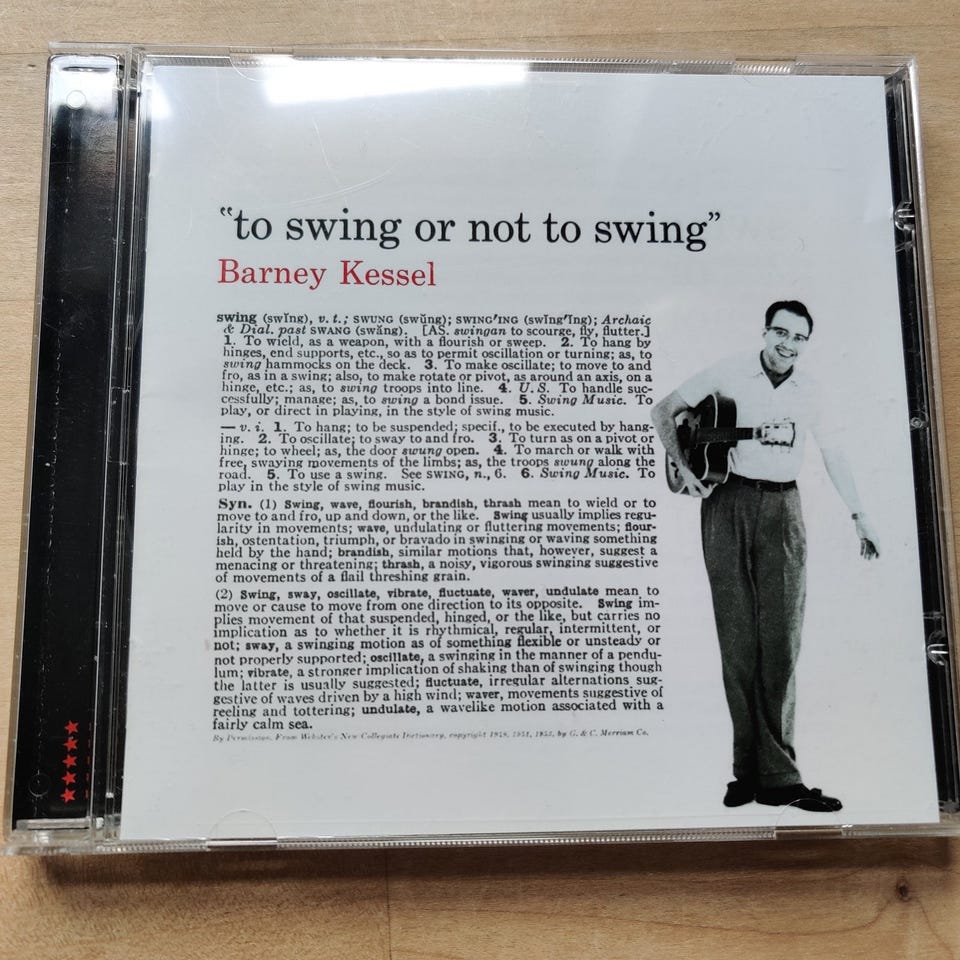 “to swing or not to swing”
Barney Kessel
swing (swĭng), v. t.; SWUNG (swŭng); SWING'ING (swĭng'ĭng); Archaic
& Dial. past SWANG (swăng). [AS. swingan to scourge, fly, flutter.]
1. To wield, as a weapon, with a flourish or sweep. 2. To hang by
hinges, end supports, etc., so as to permit oscillation or turning; as, to
swing hammocks on the deck. 3. To make oscillate; to move to and
fro, as in a swing; also, to make rotate or pivot, as around an axis, on a
hinge, etc.; as, to swing troops into line. 4. U. S. To handle suc-
cessfully; manage; as, to swing a bond issue. 5. Swing Music. To
play, or direct in playing, in the style of swing music.
— v. i. 1. To hang; to be suspended; specif., to be executed by hang-
ing. 2. To oscillate; to sway to and fro. 3. To turn as on a pivot or
hinge; to wheel; as, the door swung open. 4. To march or walk with
free, swaying movements of the limbs; as, the troops swung along the
road. 5. To use a swing. See SWING, n., 6. 6. Swing Music. To
play in the style of swing music.
Syn. (1) Swing, wave, flourish, brandish, thrash mean to wield or to
move to and fro, up and down, or the like. Swing usually implies regu-
larity in movements; wave, undulating or fluttering movements; flour-
ish, ostentation, triumph, or bravado in swinging or waving something
held by the hand; brandish, similar motions that, however, suggest a
menacing or threatening; thrash, a noisy, vigorous swinging suggestive
of movements of a flail threshing grain.
(2) Swing, sway, oscillate, vibrate, fluctuate, waver, undulate mean to
move or cause to move from one direction to its opposite. Swing im-
plies movement of that suspended, hinged, or the like, but carries no
implication as to whether it is rhythmical, regular, intermittent, or
not; sway, a swinging motion as of something flexible or unsteady or
not properly supported; oscillate, a swinging in the manner of a pendu-
lum; vibrate, a stronger implication of shaking than of swinging though
the latter is usually suggested; fluctuate, irregular alternations sug-
gestive of waves driven by a high wind; waver, movements suggestive of
reeling and tottering; undulate, a wavelike motion associated with a
fairly calm sea.
By Permission. From Webster's New Collegiate Dictionary, copyright 1949, 1951, 1953, by G. & C. Merriam Co.